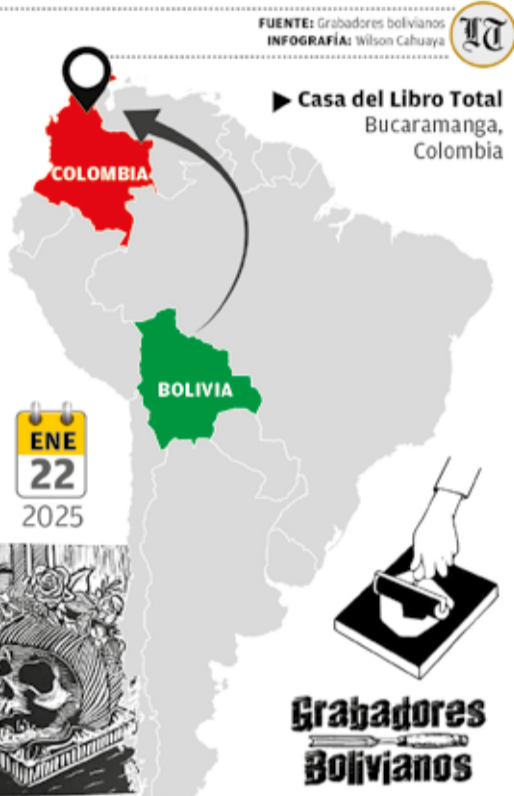 FUENTE: Grabadores bolivianos
INFOGRAFÍA: Wilson Cahuaya
LT
▶ Casa del Libro Total
Bucaramanga,
Colombia
COLOMBIA
BOLIVIA
ENE
22
2025
Grabadores
Bolivianos